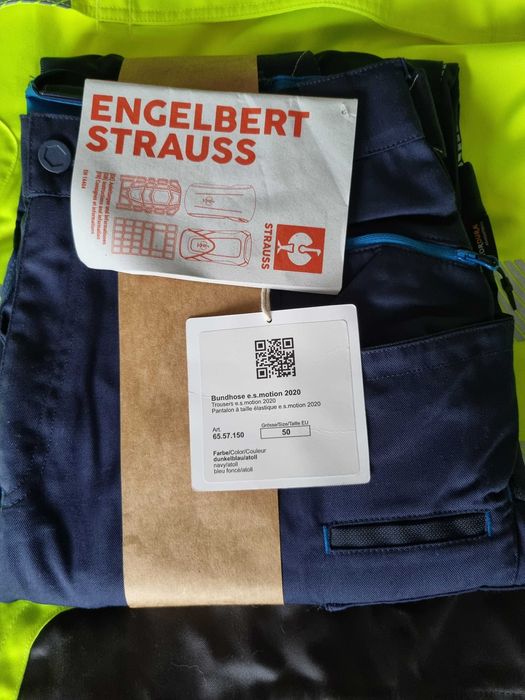 ENGELBERT
STRAUSS
STRAUSS
Bundhose e.s.motion 2020
Trousers e.s.motion 2020
Pantalon à taille élastique e.s.motion 2020
Art.
65.57.150
Grösse/Size/Taille EU
50
Farbe/Color/Couleur
dunkelblau/atoll
navy/atoll
bleu foncé/atoll